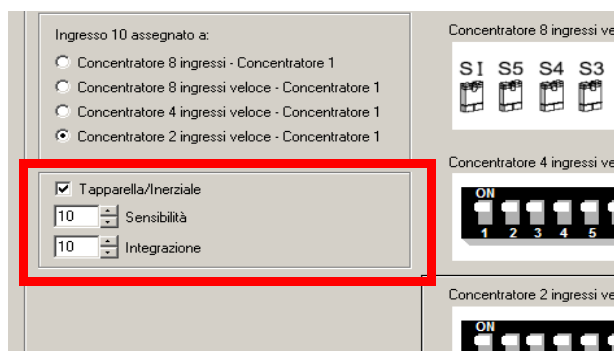 Ingresso 10 assegnato a:
Concentratore 8 ingressi - Concentratore 1
Concentratore 8 ingressi veloce - Concentratore 1
Concentratore 4 ingressi veloce - Concentratore 1
Concentratore 2 ingressi veloce - Concentratore 1
Tapparella/Inerziale
10 Sensibilità
10 Integrazione
Concentratore 8 ingressi ve
SI S5 S4 S3
Concentratore 4 ingressi ve
ON
1 2 3 4 5
Concentratore 2 ingressi ve
ON